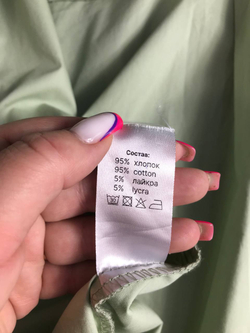 Состав:
95% хлопок
95% cotton
5% лайкра
5% lycra